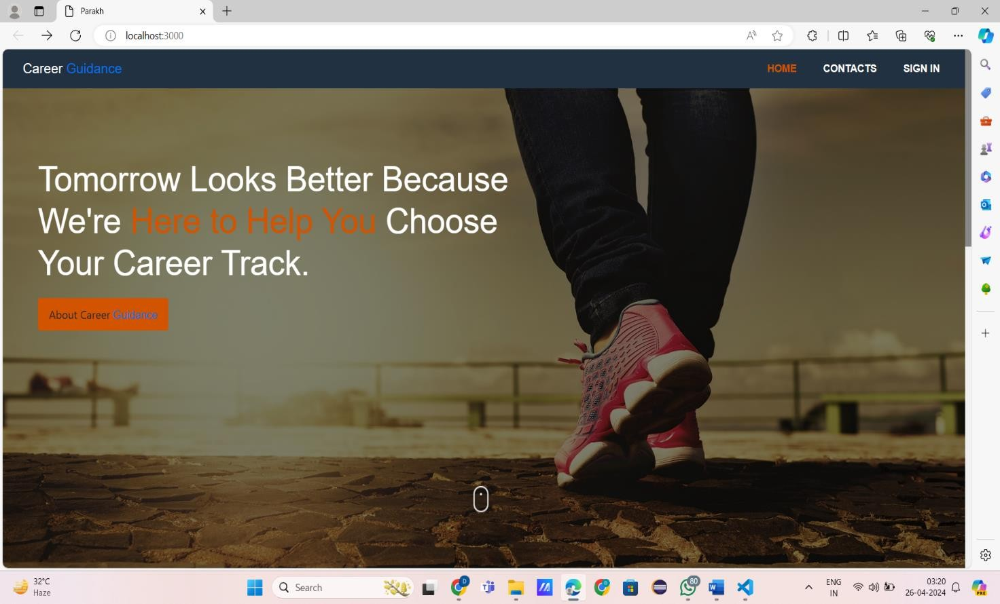 Parakh
localhost:3000
Career Guidance
HOME
CONTACTS
SIGN IN
Tomorrow Looks Better Because
We're Here to Help You Choose
Your Career Track.
About Career Guidance
32°C
Haze
Search
D
D
80
ENG
IN
03:20
26-04-2024
PRE